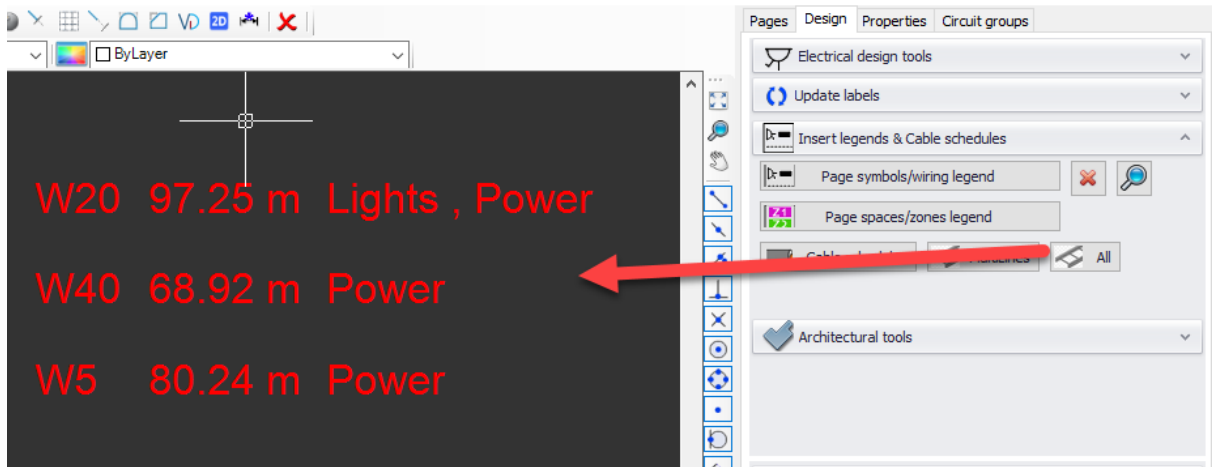 VD 2D
ByLayer
W20 97.25 m Lights , Power
W40 68.92 m Power
W5 80.24 m Power
Pages Design Properties Circuit groups
Electrical design tools
Update labels
Insert legends & Cable schedules
Page symbols/wiring legend
Page spaces/zones legend
All
Architectural tools